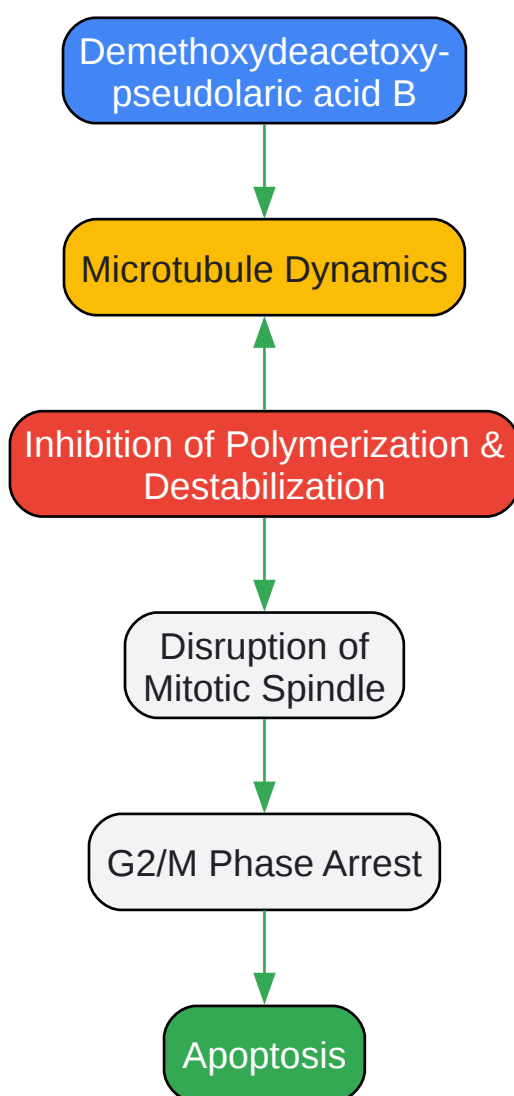 Demethoxydeacetoxy-
pseudolaric acid B
Microtubule Dynamics
Inhibition of Polymerization &
Destabilization
Disruption of
Mitotic Spindle
G2/M Phase Arrest
Apoptosis